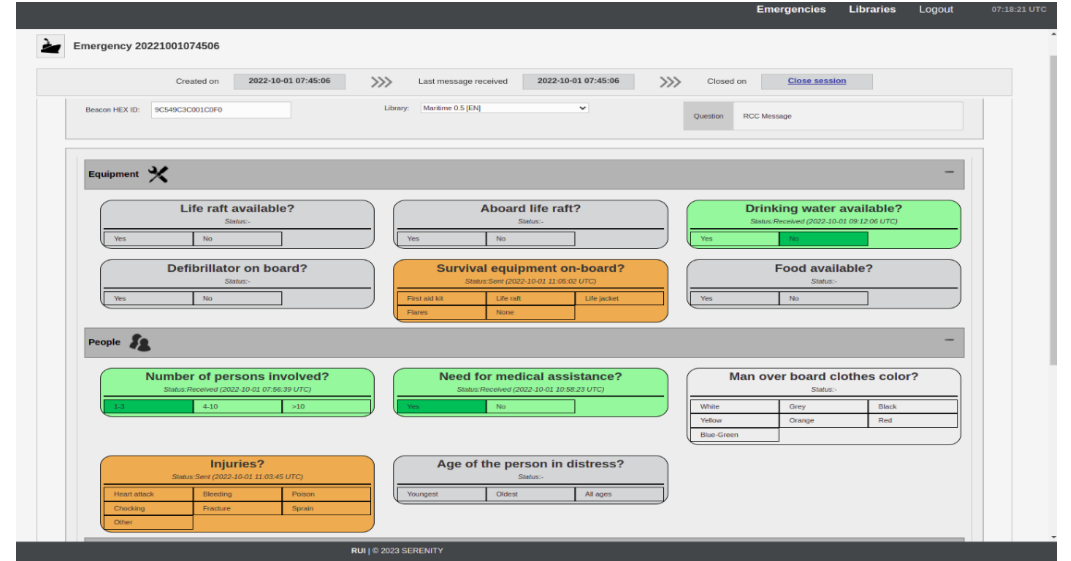 Emergencies Libraries Logout 07:18:21 UTC
Emergency 20221001074506
Created on 2022-10-01 07:45:06 Last message received 2022-10-01 07:45:06 Closed on Close session
Beacon HEX ID: 9C549C3C001C0F0 Library: Maritime 0.5 [EN] Question RCC Message
Equipment
Life raft available? Aboard life raft? Drinking water available?
Status:- Status:- Status:Received (2022-10-01 09:12:06 UTC)
Yes No Yes No Yes No
Defibrillator on board? Survival equipment on-board? Food available?
Status:- Status:Sent (2022-10-01 11:05:02 UTC) Status:-
Yes No First aid kit Life raft Life jacket Yes No
Flares None
People
Number of persons involved? Need for medical assistance? Man over board clothes color?
Status:Received (2022-10-01 07:56:39 UTC) Status:Received (2022-10-01 10:58:23 UTC) Status:-
1-3 4-10 >10 Yes No White Grey Black
Yellow Orange Red
Blue-Green
Injuries? Age of the person in distress?
Status:Sent (2022-10-01 11:03:45 UTC) Status:-
Heart attack Bleeding Poison Youngest Oldest All ages
Chocking Fracture Sprain
Other
RUI | © 2023 SERENITY